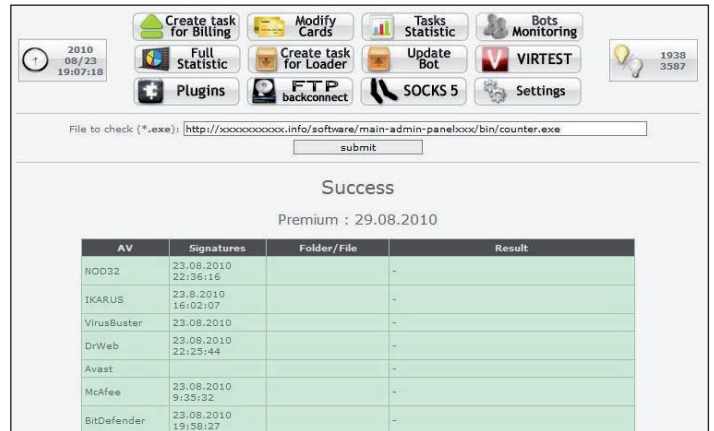 Create task for Billing
Modify Cards
Tasks Statistic
Bots Monitoring
2010
08/23
19:07:18
Full Statistic
Create task for Loader
Update Bot
VIRTEST
1938
3587
Plugins
FTP backconnect
SOCKS 5
Settings
File to check (*.exe): http://xxxxxxxxxx.info/software/main-admin-panelxxx/bin/counter.exe
submit
Success
Premium : 29.08.2010
AV Signatures Folder/File Result
NOD32 23.08.2010 22:36:16 -
IKARUS 23.8.2010 16:02:07 -
VirusBuster 23.08.2010 -
DrWeb 23.08.2010 22:25:44 -
Avast -
McAfee 23.08.2010 9:35:32 -
BitDefender 23.08.2010 19:58:27 -